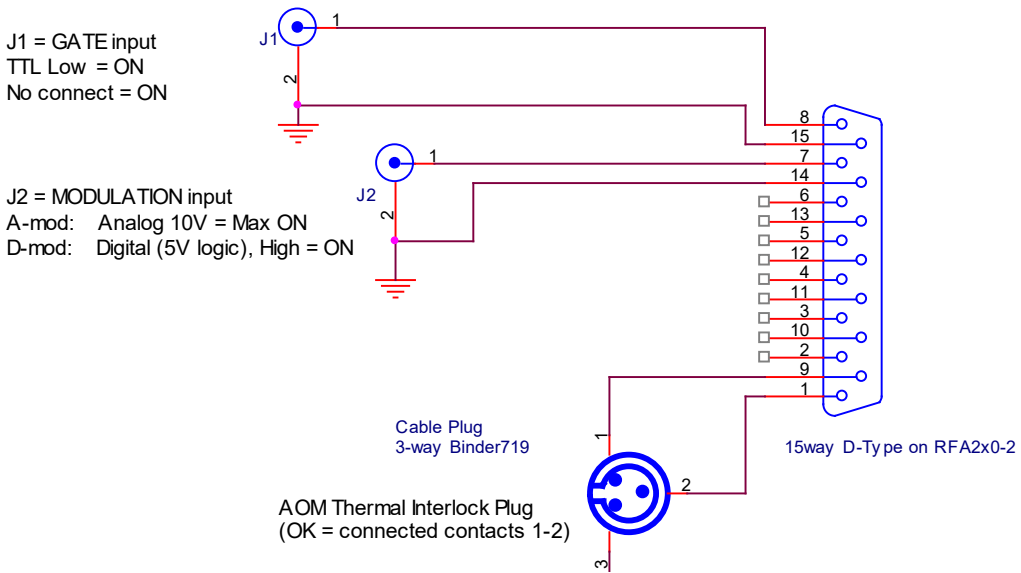 1
J1 = GATE input
J1
TTL Low = ON
2
No connect = ON
8
15
1
7
J2
14
J2 = MODULATION input
6
A-mod: Analog 10V = Max ON
2
13
D-mod: Digital (5V logic), High = ON
5
12
4
11
3
10
2
9
1
Cable Plug
3-way Binder719
1
15way D-Type on RFA2x0-2
2
AOM Thermal Interlock Plug
(OK = connected contacts 1-2)
3